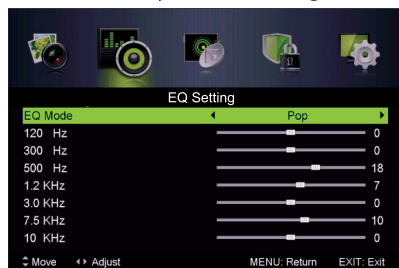 EQ Setting
EQ Mode Pop
120 Hz 0
300 Hz 0
500 Hz 18
1.2 KHz 7
3.0 KHz 0
7.5 KHz 10
10 KHz 0
Move Adjust MENU: Return EXIT: Exit